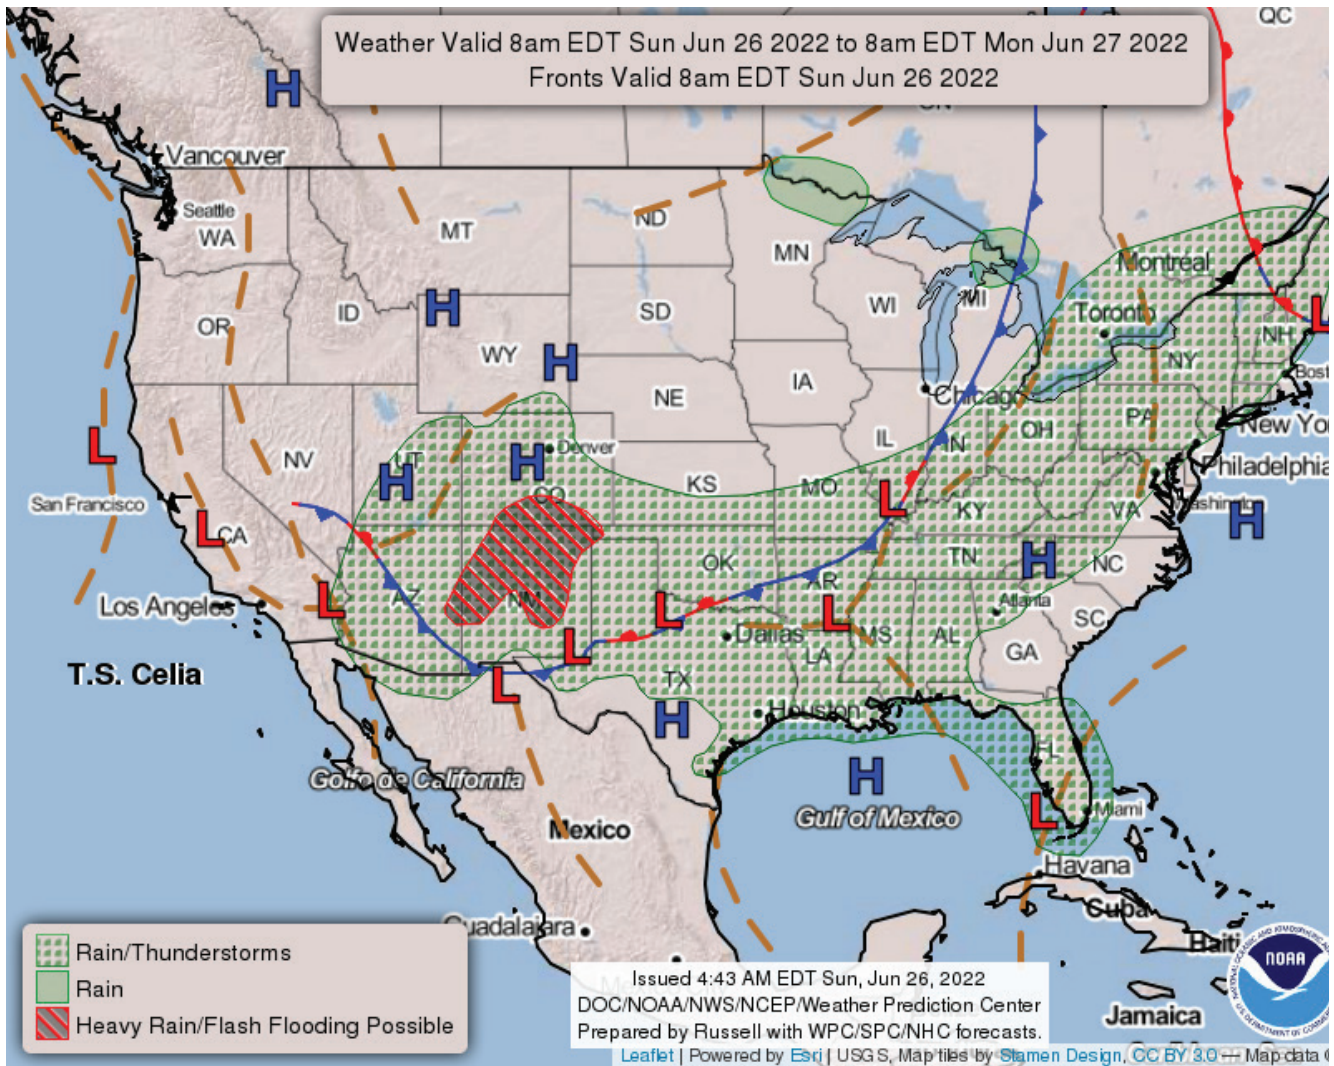 Weather Valid 8am EDT Sun Jun 26 2022 to 8am EDT Mon Jun 27 2022
Fronts Valid 8am EDT Sun Jun 26 2022
QC
H
Vancouver
Seattle
WA
MT
ND
MN
Montréal
OR
ID
H
SD
WI
MI
Toronto
NH
L
WY
H
NY
Boston
IA
NE
Chicago
PA
New York
L
NV
UT
H
H
Denver
CO
KS
MO
IL
IN
OH
Philadelphia
San Francisco
L
CA
L
KY
VA
Washington
H
OK
TN
H
NC
Los Angeles
L
AZ
NM
L
AR
L
Atlanta
SC
Dallas
MS
AL
GA
T.S. Celia
L
L
TX
LA
H
Houston
FL
Golfo de California
H
Gulf of Mexico
L
Miami
Mexico
Havana
Cuba
Guadalajara
Haiti
Mexico City
Jamaica
Rain/Thunderstorms
Rain
Heavy Rain/Flash Flooding Possible
NOAA
Issued 4:43 AM EDT Sun, Jun 26, 2022
DOC/NOAA/NWS/NCEP/Weather Prediction Center
Prepared by Russell with WPC/SPC/NHC forecasts.
Leaflet | Powered by Esri | USGS, Map tiles by Stamen Design, CC BY 3.0 — Map data ©